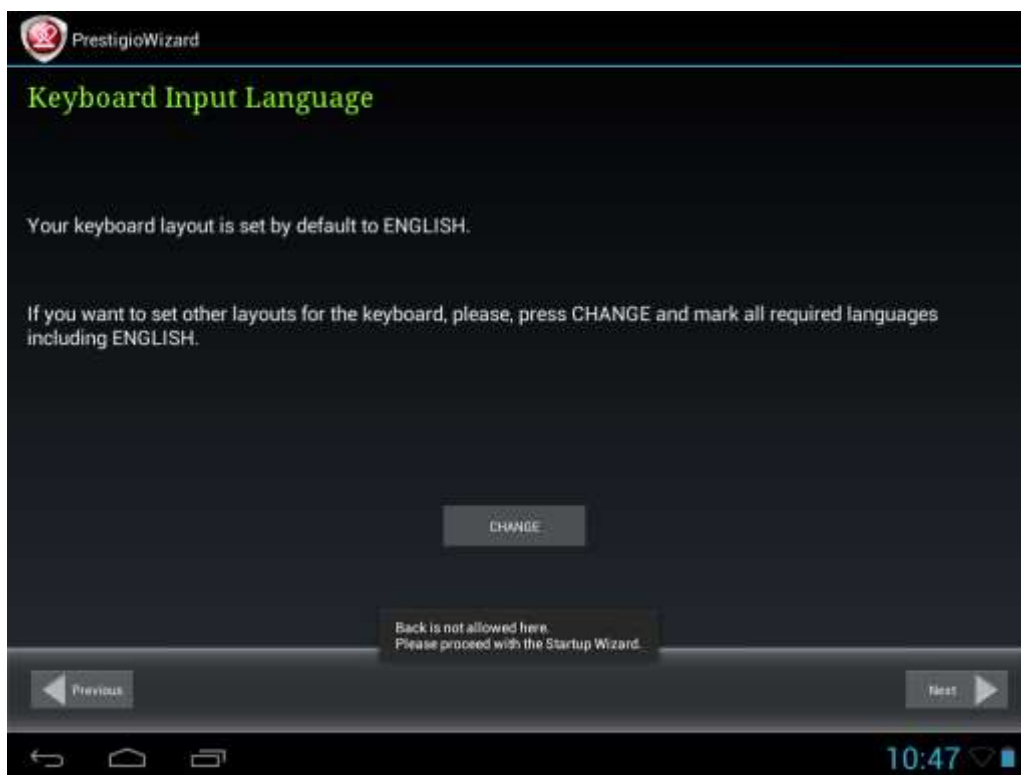 PrestigioWizard
Keyboard Input Language
Your keyboard layout is set by default to ENGLISH.
If you want to set other layouts for the keyboard, please, press CHANGE and mark all required languages
including ENGLISH.
CHANGE
Back is not allowed here.
Please proceed with the Startup Wizard.
Previous
Next
10:47